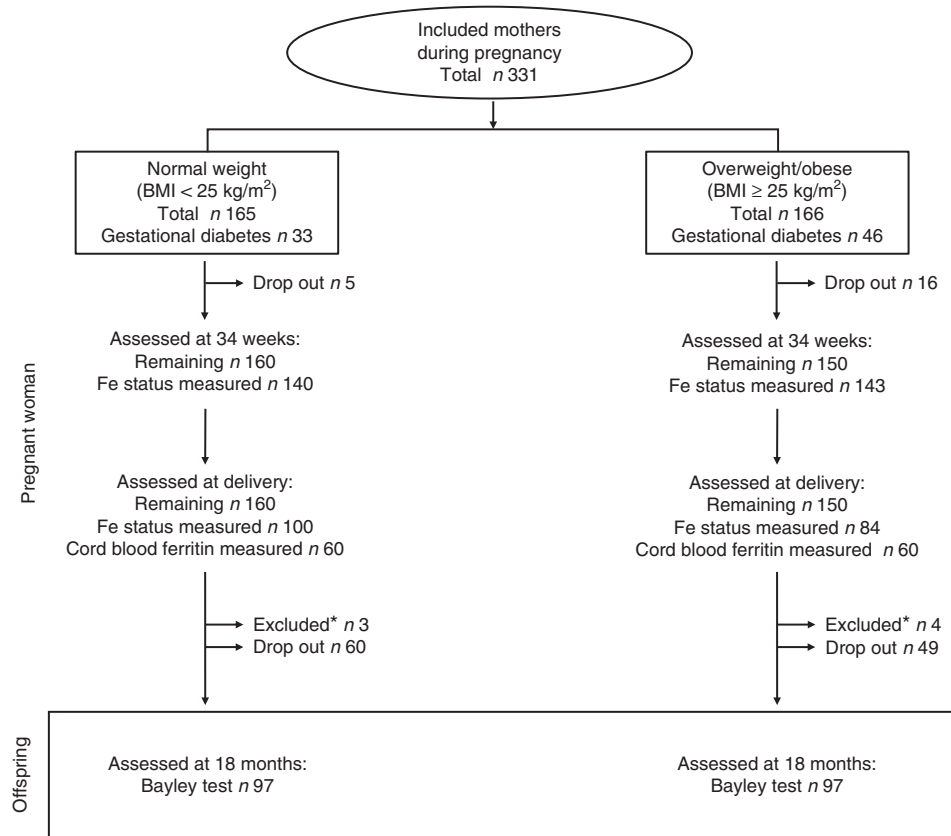 Included mothers
during pregnancy
Total n 331
Normal weight
(BMI < 25 kg/m²)
Total n 165
Gestational diabetes n 33
Overweight/obese
(BMI ≥ 25 kg/m²)
Total n 166
Gestational diabetes n 46
Drop out n 5
Drop out n 16
Pregnant woman
Assessed at 34 weeks:
Remaining n 160
Fe status measured n 140
Assessed at 34 weeks:
Remaining n 150
Fe status measured n 143
Assessed at delivery:
Remaining n 160
Fe status measured n 100
Cord blood ferritin measured n 60
Assessed at delivery:
Remaining n 150
Fe status measured n 84
Cord blood ferritin measured n 60
Excluded* n 3
Drop out n 60
Excluded* n 4
Drop out n 49
Offspring
Assessed at 18 months:
Bayley test n 97
Assessed at 18 months:
Bayley test n 97